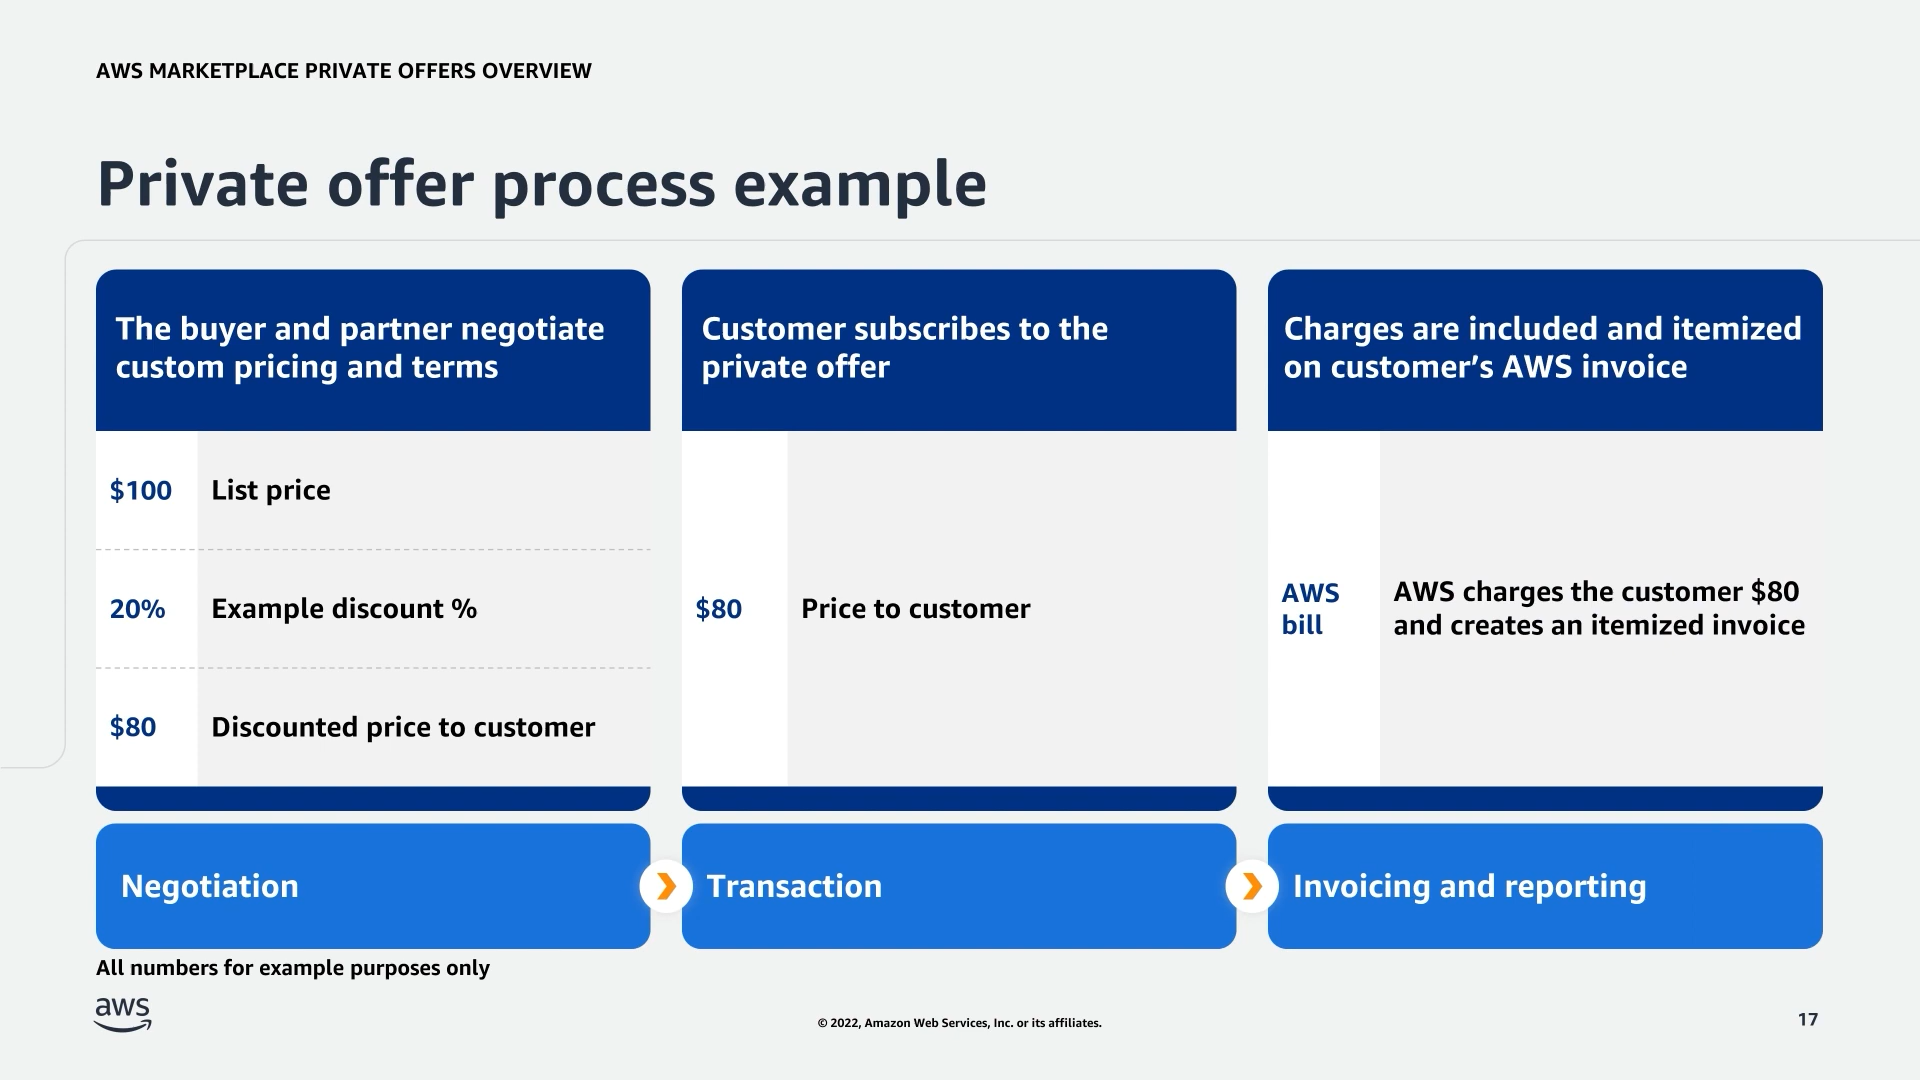 AWS MARKETPLACE PRIVATE OFFERS OVERVIEW
Private offer process example
The buyer and partner negotiate
custom pricing and terms
$100
List price
20%
Example discount %
$80
Discounted price to customer
Negotiation
Customer subscribes to the
private offer
$80
Price to customer
Transaction
Charges are included and itemized
on customer’s AWS invoice
AWS
bill
AWS charges the customer $80
and creates an itemized invoice
Invoicing and reporting
All numbers for example purposes only
aws
© 2022, Amazon Web Services, Inc. or its affiliates.
17